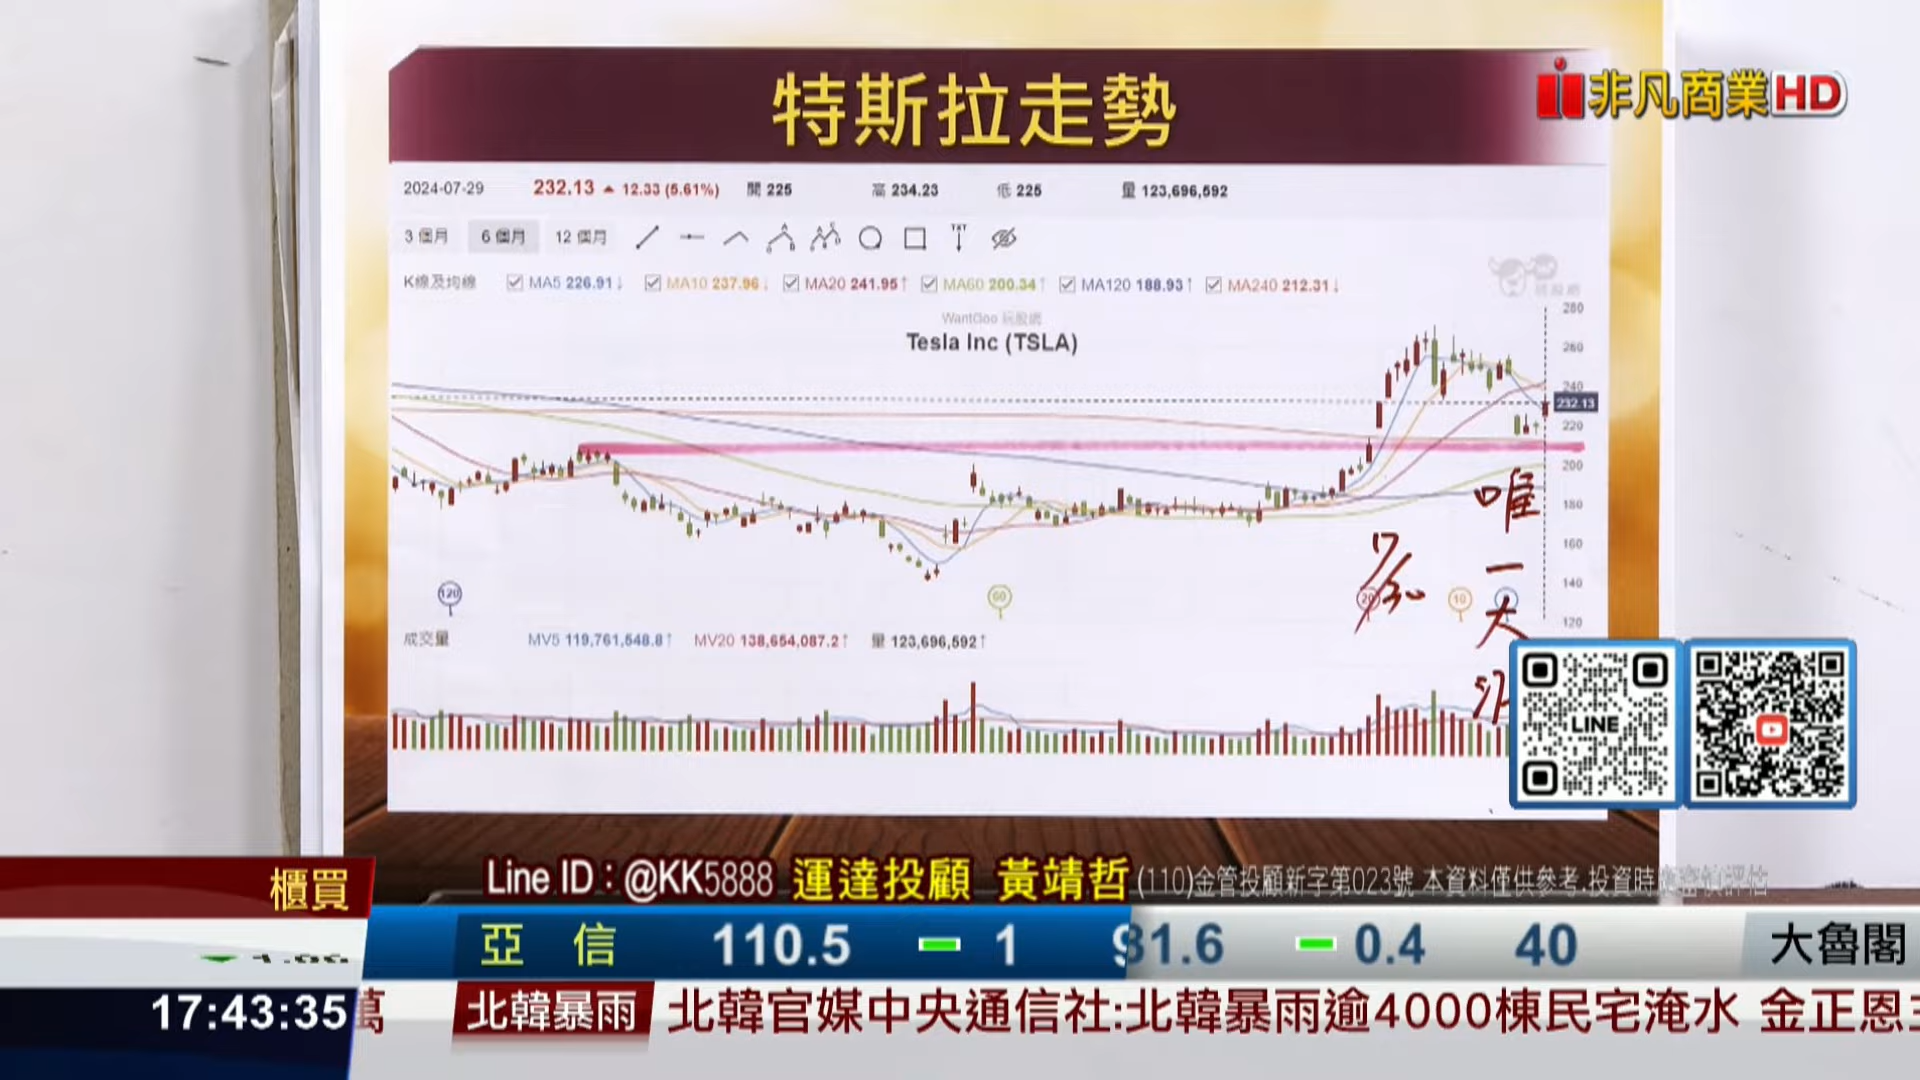 特斯拉走勢
非凡商業HD
2024-07-29 232.13 ▲ 12.33 (5.61%) 開 225 高 234.23 低 225 量 123,696,592
3 個月 6 個月 12 個月
K線及均線 MA5 226.91↓ MA10 237.96↓ MA20 241.95↑ MA60 200.34↑ MA120 188.93↑ MA240 212.31↓
WantGoo 玩股網
Tesla Inc (TSLA)
280
260
240
232.13
220
200
180
160
140
120
唯一大
7/30
120 60 20 10
成交量 MV5 119,761,548.8↑ MV20 138,654,087.2↑ 量 123,696,592↑
LINE
Line ID：@KK5888 運達投顧 黃靖哲 (110)金管投顧新字第023號 本資料僅供參考,投資時
櫃買
亞信 110.5 1 31.6 0.4 40 大魯閣
17:43:35
萬 北韓暴雨 北韓官媒中央通信社:北韓暴雨逾4000棟民宅淹水 金正恩